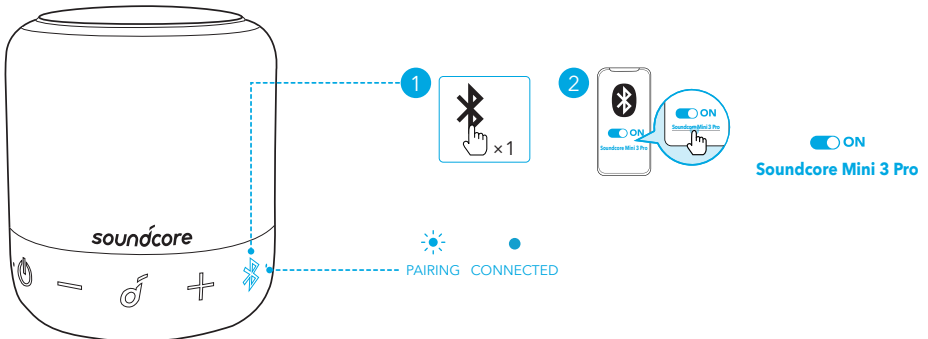 soundcore
1
×1
2
ON
Soundcore Mini 3 Pro
ON
Soundcore Mini 3 Pro
ON
Soundcore Mini 3 Pro
PAIRING CONNECTED